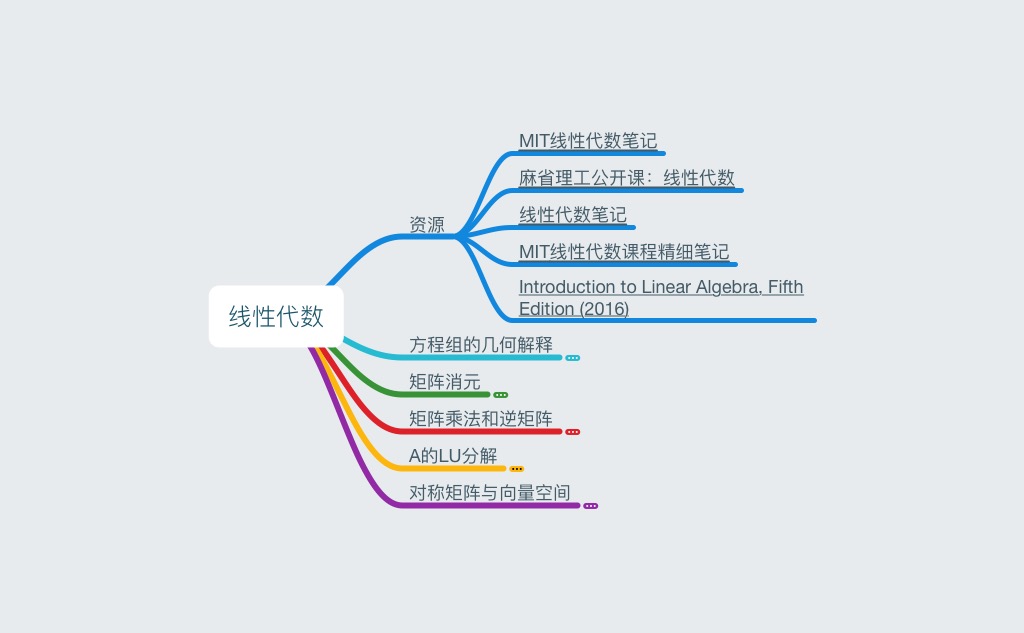 MIT线性代数笔记
麻省理工公开课：线性代数
线性代数笔记
资源
MIT线性代数课程精细笔记
Introduction to Linear Algebra, Fifth
Edition (2016)
线性代数
方程组的几何解释
矩阵消元
矩阵乘法和逆矩阵
A的LU分解
对称矩阵与向量空间